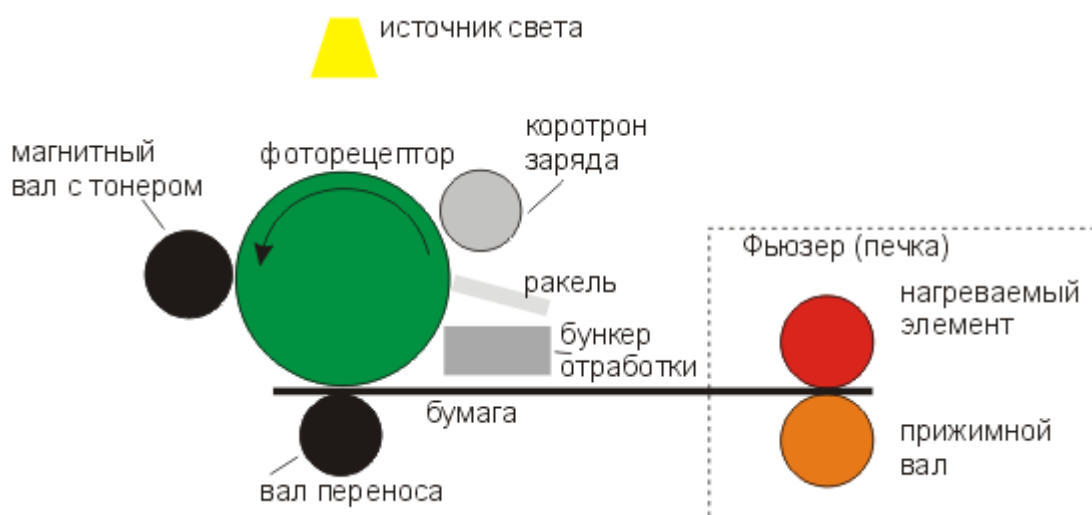 источник света
коротрон
заряда
магнитный
вал с тонером
фоторецептор
Фьюзер (печка)
ракель
нагреваемый
элемент
бункер
отработки
бумага
прижимной
вал
вал переноса